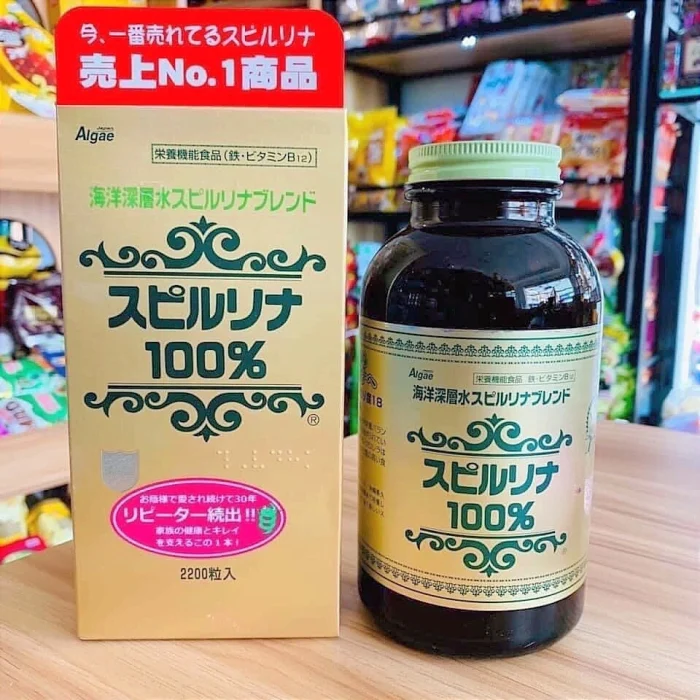 今、一番売れてるスピルリナ
売上No.1商品
Japan
Algae
栄養機能食品(鉄・ビタミンB12)
海洋深層水スピルリナブレンド
スピルリナ
100%
®
お陰様で愛され続けて30年
リピーター続出!!
家族の健康とキレイ
を支えるこの1本!
2200粒入
Algae
栄養機能食品 鉄・ビタミンB12
海洋深層水スピルリナブレンド
スピルリナ
100%